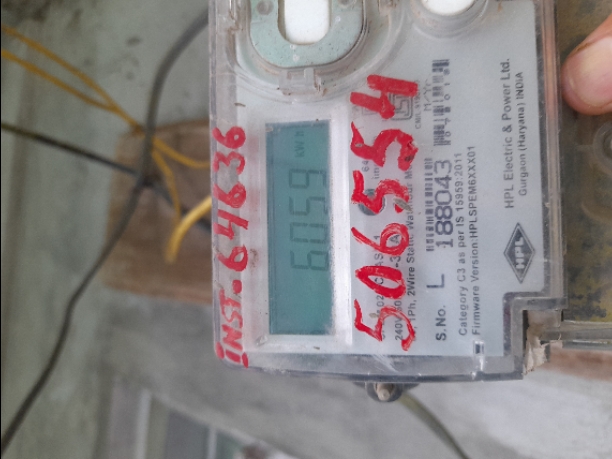 INST-64636
6059
kWh
506554
S.No. L 188043
Category C3 as per IS 15959:2011
Firmware Version:HPLSPEM6XXX01
HPL
HPL Electric & Power Ltd.
Gurgaon (Haryana) INDIA